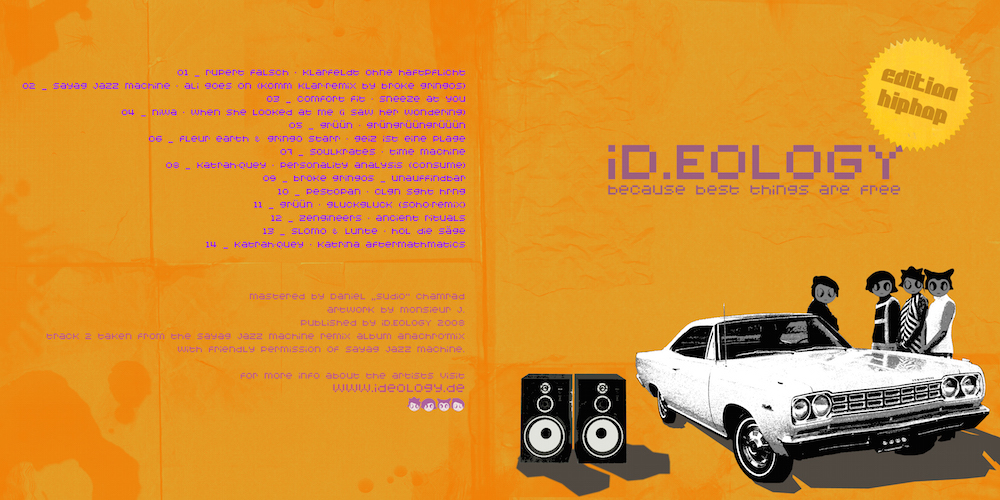 01 _ rupert falsch · klarfeldt ohne haftpflicht
02 _ sayag jazz machine · ali goes on (komm klar-remix by broke gringos)
03 _ comfort fit · sneeze at you
04 _ niwa · when she looked at me (i saw her wondering)
05 _ grüün · grüngrüüngrüüün
06 _ fleur earth & gringo starr · geiz ist eine plage
07 _ soulkrates · time machine
08 _ katrah-quey · personality analysis (consume)
09 _ broke gringos _ unauffindbar
10 _ pestopan · clgn sght hrng
11 _ grüün · gluckgluck (soho-remix)
12 _ zengineers · ancient rituals
13 _ slomo & lunte · hol die säge
14 _ katrah-quey · katrina aftermathmatics
mastered by daniel „sudio" chamrad
artwork by monsieur j.
published by iD.EOLOGY 2008
track 2 taken from the sayag jazz machine remix album anachromix
with friendly permission of sayag jazz machine.
for more info about the artists visit
www.ideology.de
edition
hiphop
iD.EOLOGY
because best things are free